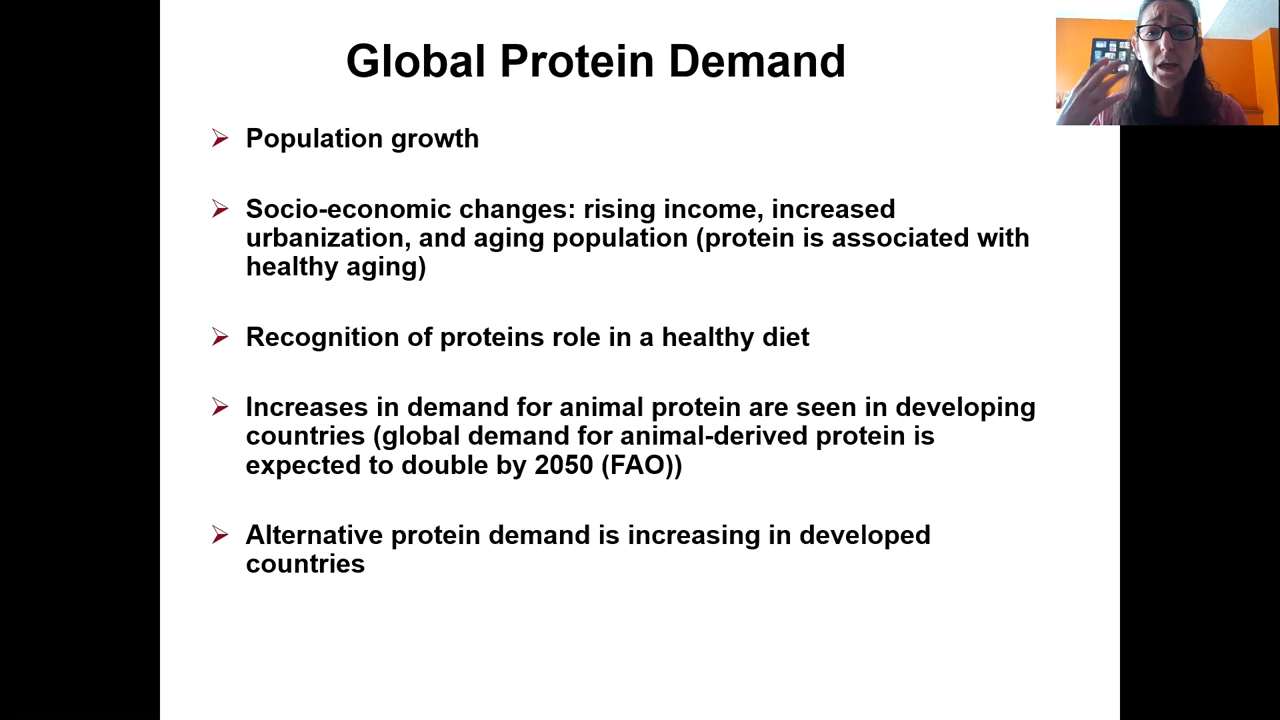 Global Protein Demand
Population growth
Socio-economic changes: rising income, increased
urbanization, and aging population (protein is associated with
healthy aging)
Recognition of proteins role in a healthy diet
Increases in demand for animal protein are seen in developing
countries (global demand for animal-derived protein is
expected to double by 2050 (FAO))
Alternative protein demand is increasing in developed
countries